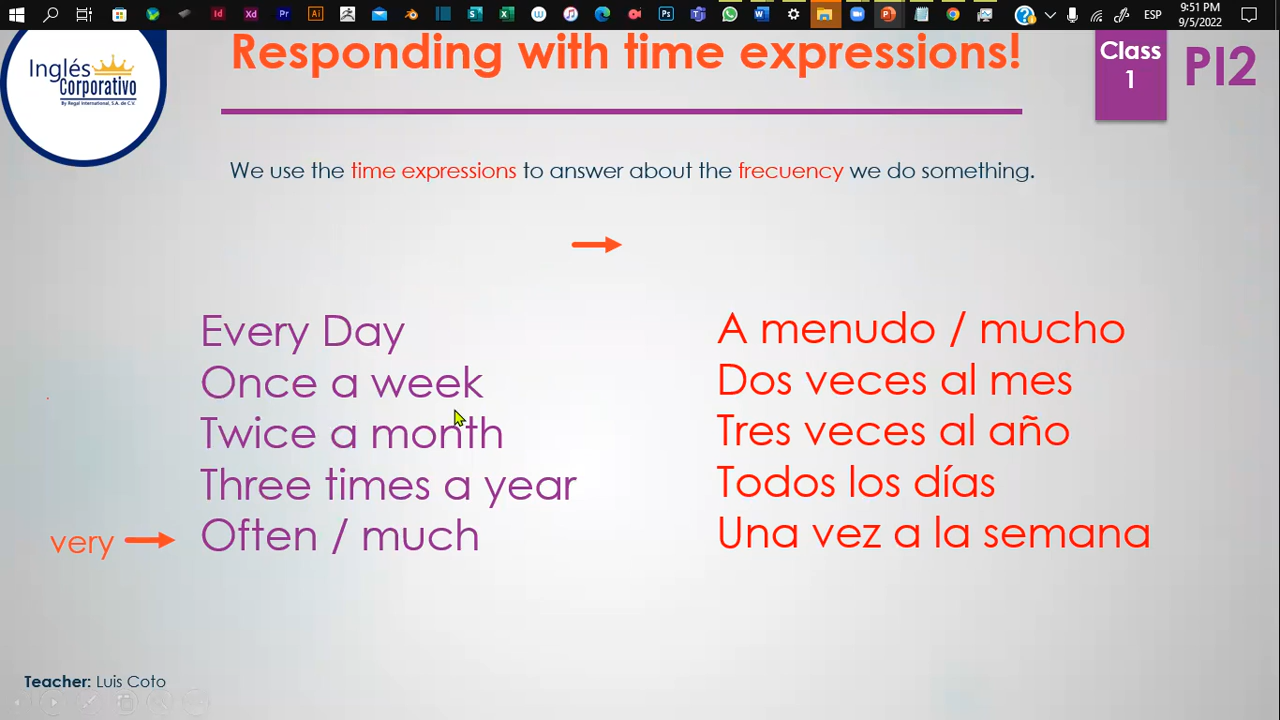 9:51 PM
ESP
9/5/2022
Inglés
Corporativo
By Regal International, S.A. de C.V.
Responding with time expressions!
Class
1
PI2
We use the time expressions to answer about the frecuency we do something.
Every Day
Once a week
Twice a month
Three times a year
very
Often / much
A menudo / mucho
Dos veces al mes
Tres veces al año
Todos los días
Una vez a la semana
Teacher: Luis Coto